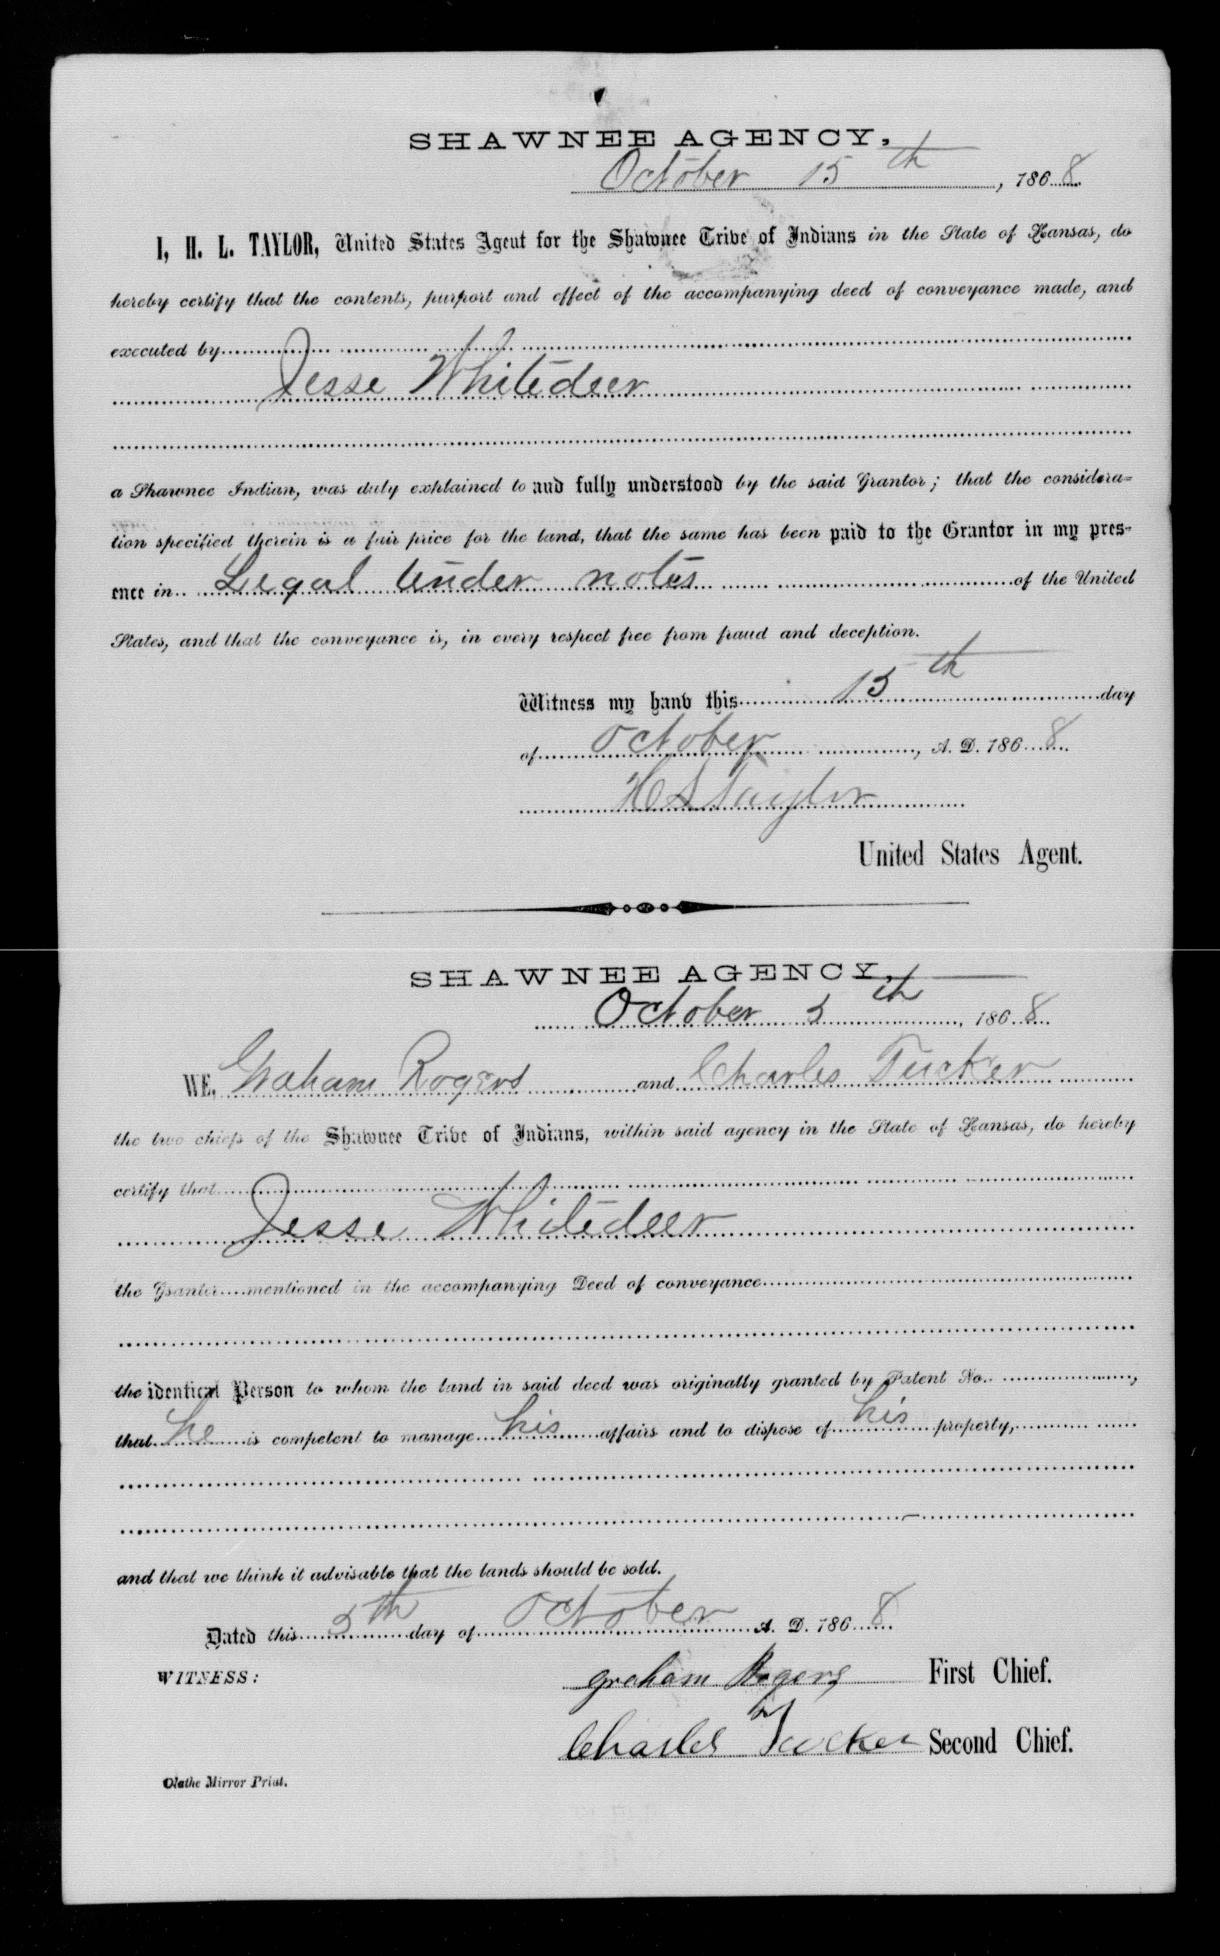 SHAWNEE AGENCY,
October 15th, 1868.
I, H. L. TAYLOR, United States Agent for the Shawnee Tribe of Indians in the State of Kansas, do
hereby certify that the contents, purport and effect of the accompanying deed of conveyance made, and
executed by
Jesse Whitedeer
a Shawnee Indian, was duly explained to and fully understood by the said Grantor; that the considera=
tion specified therein is a fair price for the land, that the same has been paid to the Grantor in my pres-
ence in Legal Tender notes of the United
States, and that the conveyance is, in every respect free from fraud and deception.
Witness my hand this 15th day
of October, A. D. 1868.
H L Taylor
United States Agent.
SHAWNEE AGENCY,
October 5th, 1868.
WE, Graham Rogers and Charles Tucker
the two chiefs of the Shawnee Tribe of Indians, within said agency in the State of Kansas, do hereby
certify that
Jesse Whitedeer
the Grantor mentioned in the accompanying Deed of conveyance
the identical Person to whom the land in said deed was originally granted by Patent No. ,
that he is competent to manage his affairs and to dispose of his property,
and that we think it advisable that the lands should be sold.
Dated this 5th day of October A. D. 1868.
WITNESS:
graham Rogers First Chief.
Charles Tucker Second Chief.
Olathe Mirror Print.